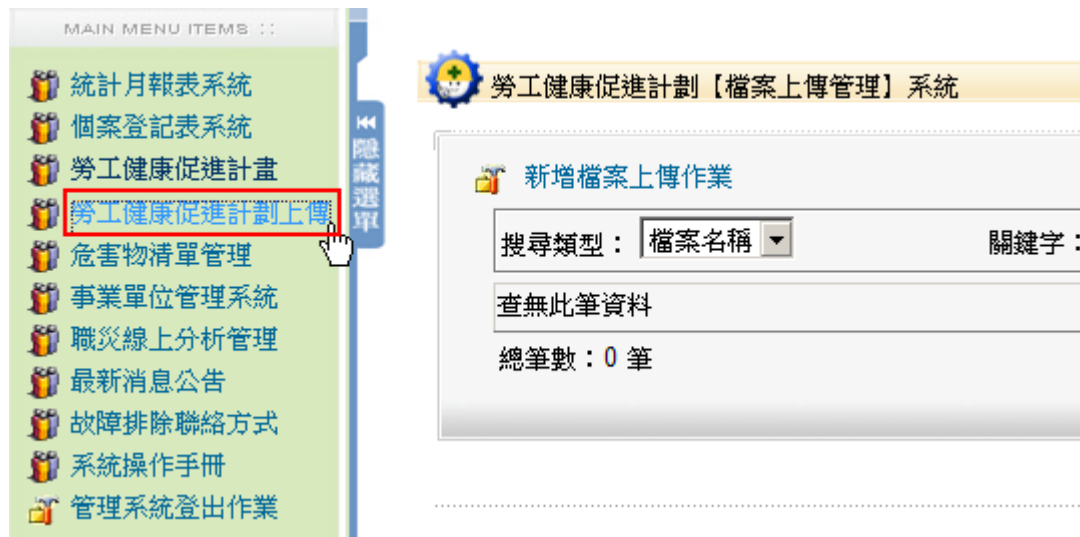 MAIN MENU ITEMS ::
統計月報表系統
個案登記表系統
勞工健康促進計畫
勞工健康促進計劃上傳
危害物清單管理
事業單位管理系統
職災線上分析管理
最新消息公告
故障排除聯絡方式
系統操作手冊
管理系統登出作業
隱藏選單
勞工健康促進計劃【檔案上傳管理】系統
新增檔案上傳作業
搜尋類型： 檔案名稱 關鍵字：
查無此筆資料
總筆數：0 筆